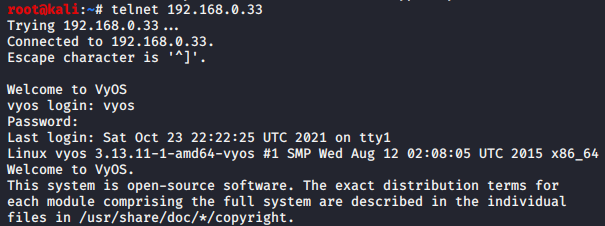 root@kali:~# telnet 192.168.0.33
Trying 192.168.0.33...
Connected to 192.168.0.33.
Escape character is '^]'.
Welcome to VyOS
vyos login: vyos
Password:
Last login: Sat Oct 23 22:22:25 UTC 2021 on tty1
Linux vyos 3.13.11-1-amd64-vyos #1 SMP Wed Aug 12 02:08:05 UTC 2015 x86_64
Welcome to VyOS.
This system is open-source software. The exact distribution terms for
each module comprising the full system are described in the individual
files in /usr/share/doc/*/copyright.